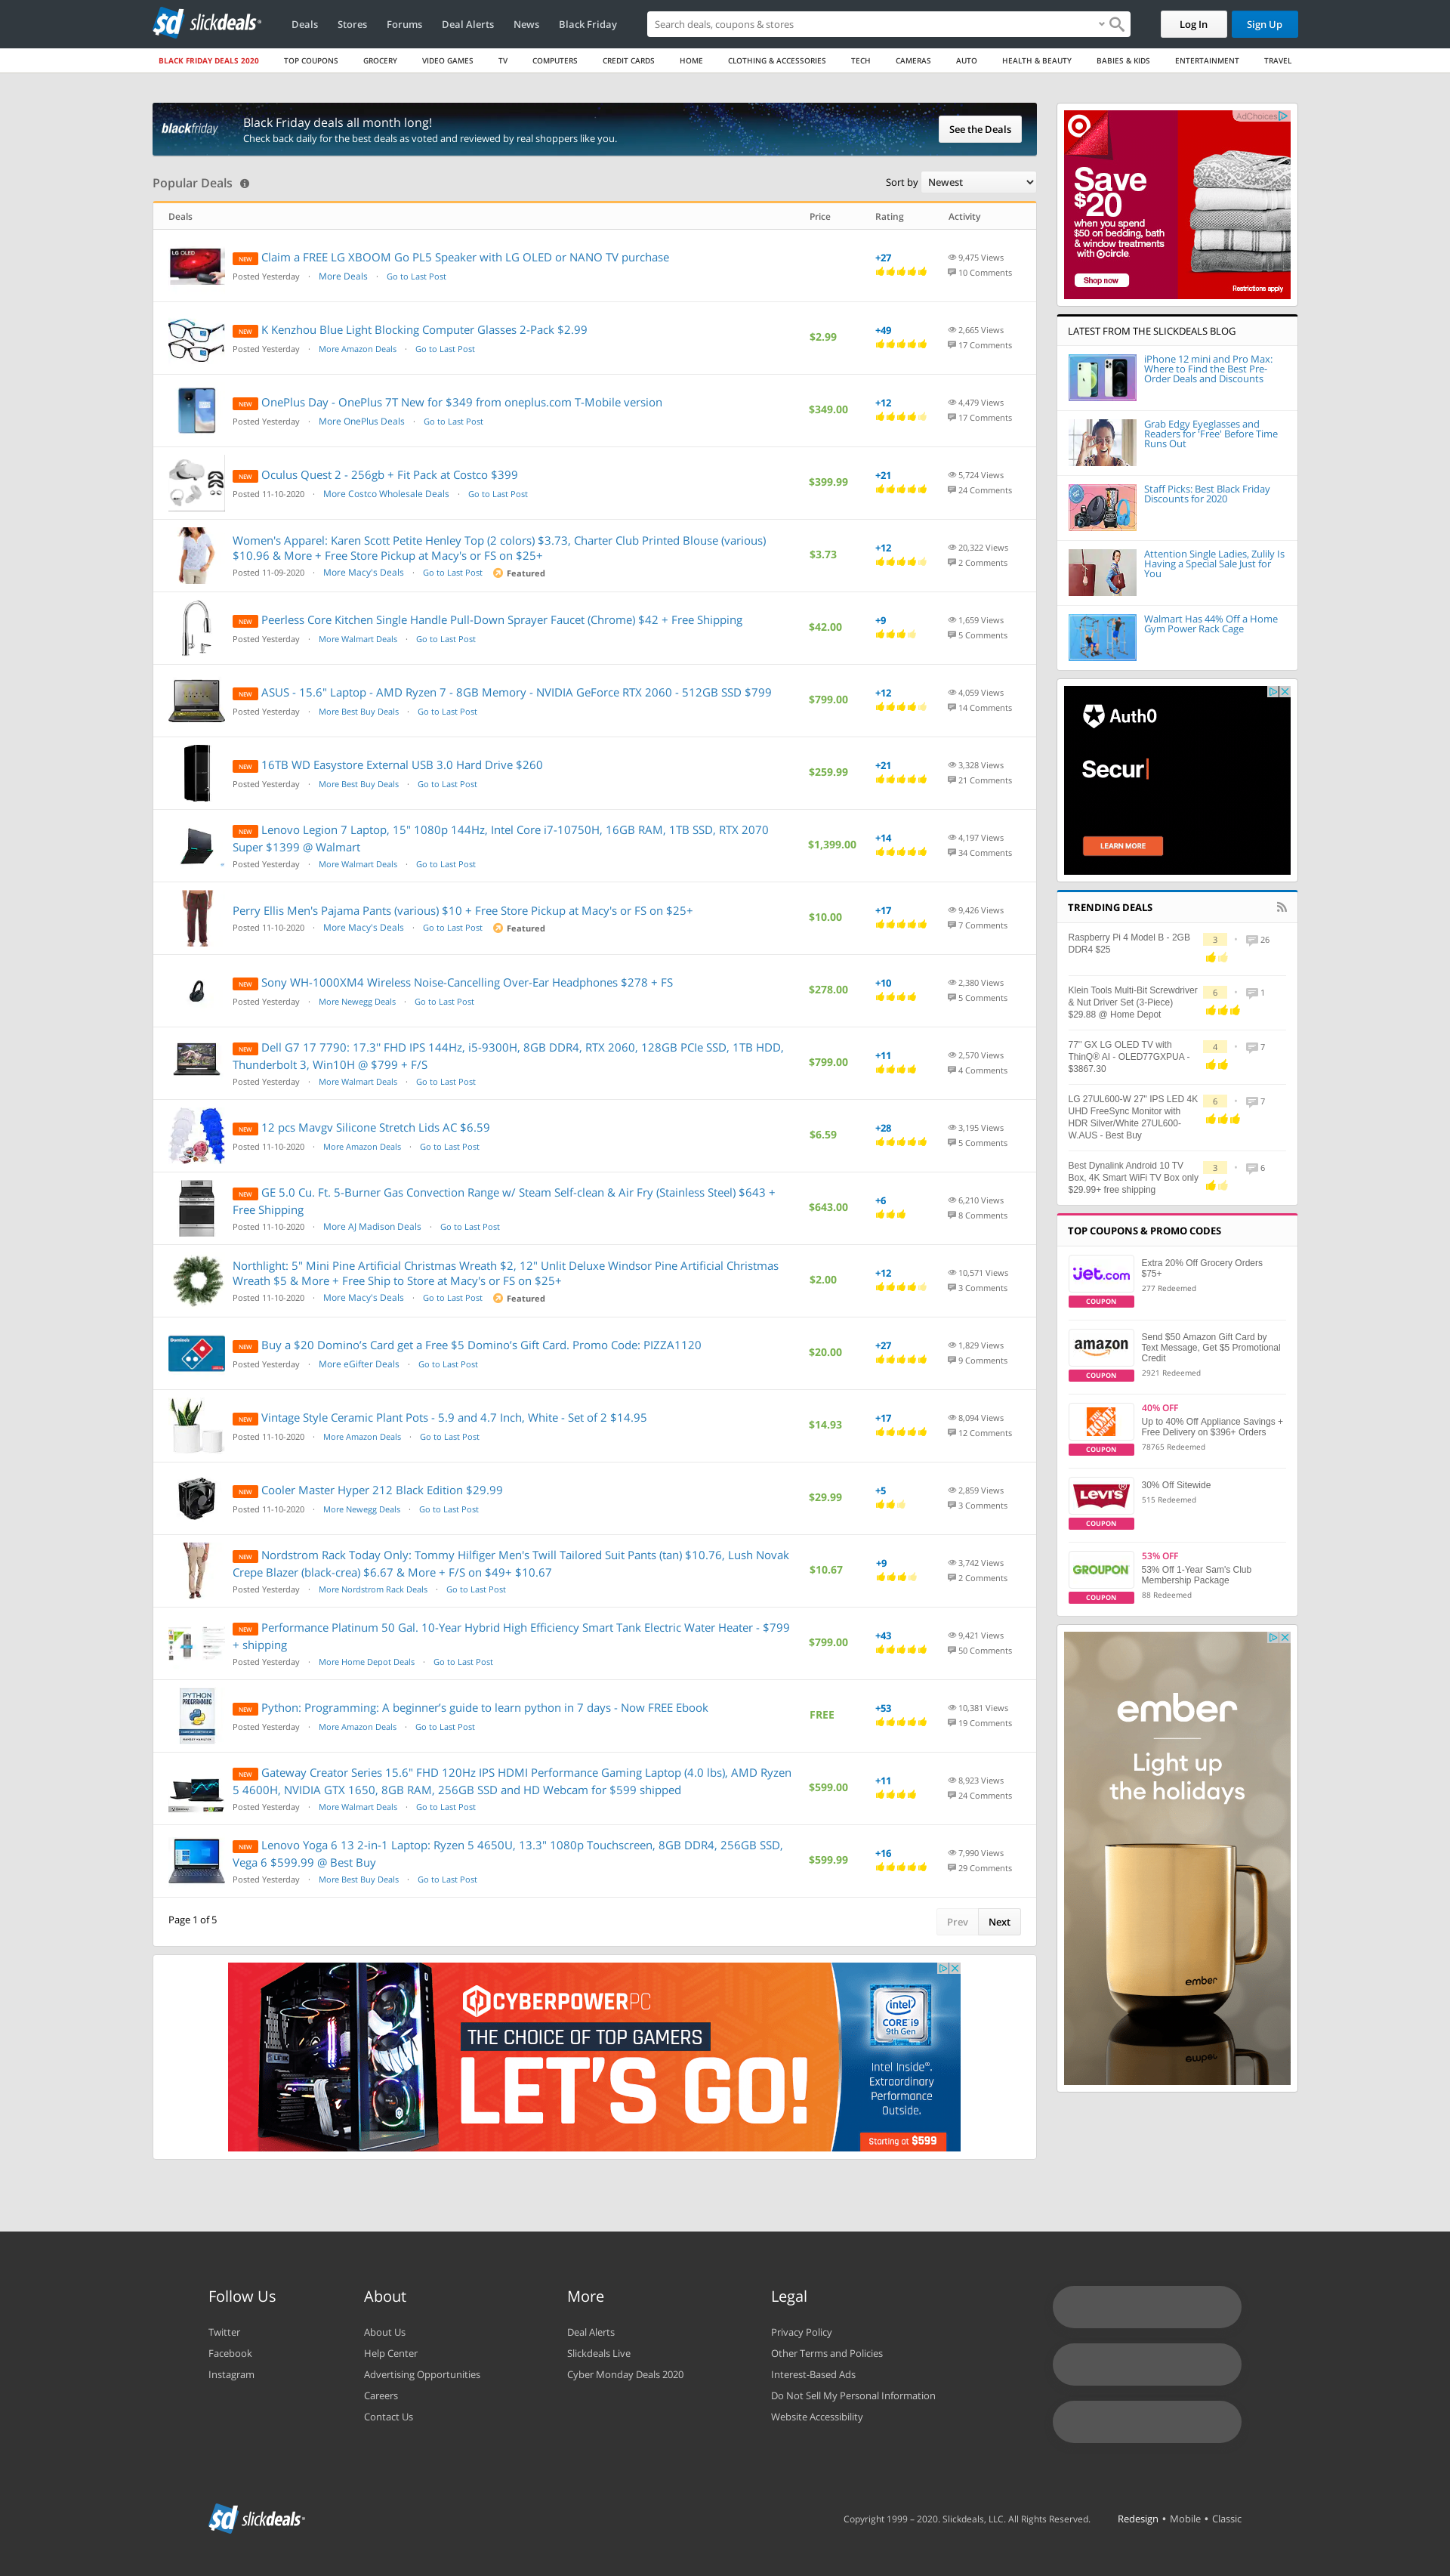 sd slickdeals
Deals Stores Forums Deal Alerts News Black Friday
Search deals, coupons & stores
Log In
Sign Up
BLACK FRIDAY DEALS 2020 TOP COUPONS GROCERY VIDEO GAMES TV COMPUTERS CREDIT CARDS HOME CLOTHING & ACCESSORIES TECH CAMERAS AUTO HEALTH & BEAUTY BABIES & KIDS ENTERTAINMENT TRAVEL
blackfriday
Black Friday deals all month long!
Check back daily for the best deals as voted and reviewed by real shoppers like you.
See the Deals
Popular Deals
Sort by Newest
Deals Price Rating Activity
LG OLED
NEW Claim a FREE LG XBOOM Go PL5 Speaker with LG OLED or NANO TV purchase
Posted Yesterday · More Deals · Go to Last Post
+27
9,475 Views
10 Comments
NEW K Kenzhou Blue Light Blocking Computer Glasses 2-Pack $2.99
Posted Yesterday · More Amazon Deals · Go to Last Post
$2.99
+49
2,665 Views
17 Comments
NEW OnePlus Day - OnePlus 7T New for $349 from oneplus.com T-Mobile version
Posted Yesterday · More OnePlus Deals · Go to Last Post
$349.00
+12
4,479 Views
17 Comments
NEW Oculus Quest 2 - 256gb + Fit Pack at Costco $399
Posted 11-10-2020 · More Costco Wholesale Deals · Go to Last Post
$399.99
+21
5,724 Views
24 Comments
Women's Apparel: Karen Scott Petite Henley Top (2 colors) $3.73, Charter Club Printed Blouse (various)
$10.96 & More + Free Store Pickup at Macy's or FS on $25+
Posted 11-09-2020 · More Macy's Deals · Go to Last Post Featured
$3.73
+12
20,322 Views
2 Comments
NEW Peerless Core Kitchen Single Handle Pull-Down Sprayer Faucet (Chrome) $42 + Free Shipping
Posted Yesterday · More Walmart Deals · Go to Last Post
$42.00
+9
1,659 Views
5 Comments
NEW ASUS - 15.6" Laptop - AMD Ryzen 7 - 8GB Memory - NVIDIA GeForce RTX 2060 - 512GB SSD $799
Posted Yesterday · More Best Buy Deals · Go to Last Post
$799.00
+12
4,059 Views
14 Comments
NEW 16TB WD Easystore External USB 3.0 Hard Drive $260
Posted Yesterday · More Best Buy Deals · Go to Last Post
$259.99
+21
3,328 Views
21 Comments
NEW Lenovo Legion 7 Laptop, 15" 1080p 144Hz, Intel Core i7-10750H, 16GB RAM, 1TB SSD, RTX 2070
Super $1399 @ Walmart
Posted Yesterday · More Walmart Deals · Go to Last Post
$1,399.00
+14
4,197 Views
34 Comments
Perry Ellis Men's Pajama Pants (various) $10 + Free Store Pickup at Macy's or FS on $25+
Posted 11-10-2020 · More Macy's Deals · Go to Last Post Featured
$10.00
+17
9,426 Views
7 Comments
NEW Sony WH-1000XM4 Wireless Noise-Cancelling Over-Ear Headphones $278 + FS
Posted Yesterday · More Newegg Deals · Go to Last Post
$278.00
+10
2,380 Views
5 Comments
NEW Dell G7 17 7790: 17.3" FHD IPS 144Hz, i5-9300H, 8GB DDR4, RTX 2060, 128GB PCIe SSD, 1TB HDD,
Thunderbolt 3, Win10H @ $799 + F/S
Posted Yesterday · More Walmart Deals · Go to Last Post
$799.00
+11
2,570 Views
4 Comments
NEW 12 pcs Mavgv Silicone Stretch Lids AC $6.59
Posted 11-10-2020 · More Amazon Deals · Go to Last Post
$6.59
+28
3,195 Views
5 Comments
NEW GE 5.0 Cu. Ft. 5-Burner Gas Convection Range w/ Steam Self-clean & Air Fry (Stainless Steel) $643 +
Free Shipping
Posted 11-10-2020 · More AJ Madison Deals · Go to Last Post
$643.00
+6
6,210 Views
8 Comments
Northlight: 5" Mini Pine Artificial Christmas Wreath $2, 12" Unlit Deluxe Windsor Pine Artificial Christmas
Wreath $5 & More + Free Ship to Store at Macy's or FS on $25+
Posted 11-10-2020 · More Macy's Deals · Go to Last Post Featured
$2.00
+12
10,571 Views
3 Comments
Domino's
NEW Buy a $20 Domino’s Card get a Free $5 Domino’s Gift Card. Promo Code: PIZZA1120
Posted Yesterday · More eGifter Deals · Go to Last Post
$20.00
+27
1,829 Views
9 Comments
NEW Vintage Style Ceramic Plant Pots - 5.9 and 4.7 Inch, White - Set of 2 $14.95
Posted 11-10-2020 · More Amazon Deals · Go to Last Post
$14.93
+17
8,094 Views
12 Comments
NEW Cooler Master Hyper 212 Black Edition $29.99
Posted 11-10-2020 · More Newegg Deals · Go to Last Post
$29.99
+5
2,859 Views
3 Comments
NEW Nordstrom Rack Today Only: Tommy Hilfiger Men's Twill Tailored Suit Pants (tan) $10.76, Lush Novak
Crepe Blazer (black-crea) $6.67 & More + F/S on $49+ $10.67
Posted Yesterday · More Nordstrom Rack Deals · Go to Last Post
$10.67
+9
3,742 Views
2 Comments
NEW Performance Platinum 50 Gal. 10-Year Hybrid High Efficiency Smart Tank Electric Water Heater - $799
+ shipping
Posted Yesterday · More Home Depot Deals · Go to Last Post
$799.00
+43
9,421 Views
50 Comments
PYTHON PROGRAMMING
NEW Python: Programming: A beginner’s guide to learn python in 7 days - Now FREE Ebook
Posted Yesterday · More Amazon Deals · Go to Last Post
FREE
+53
10,381 Views
19 Comments
NEW Gateway Creator Series 15.6" FHD 120Hz IPS HDMI Performance Gaming Laptop (4.0 lbs), AMD Ryzen
5 4600H, NVIDIA GTX 1650, 8GB RAM, 256GB SSD and HD Webcam for $599 shipped
Posted Yesterday · More Walmart Deals · Go to Last Post
$599.00
+11
8,923 Views
24 Comments
NEW Lenovo Yoga 6 13 2-in-1 Laptop: Ryzen 5 4650U, 13.3" 1080p Touchscreen, 8GB DDR4, 256GB SSD,
Vega 6 $599.99 @ Best Buy
Posted Yesterday · More Best Buy Deals · Go to Last Post
$599.99
+16
7,990 Views
29 Comments
Page 1 of 5
Prev Next
CYBERPOWERPC
THE CHOICE OF TOP GAMERS
LET'S GO!
intel
CORE i9
9th Gen
Intel Inside®.
Extraordinary
Performance
Outside.
Starting at $599
AdChoices
Save
$20
when you spend
$50 on bedding, bath
& window treatments
with circle
Shop now
Restrictions apply
LATEST FROM THE SLICKDEALS BLOG
iPhone 12 mini and Pro Max:
Where to Find the Best Pre-
Order Deals and Discounts
Grab Edgy Eyeglasses and
Readers for 'Free' Before Time
Runs Out
Staff Picks: Best Black Friday
Discounts for 2020
Attention Single Ladies, Zulily Is
Having a Special Sale Just for
You
Walmart Has 44% Off a Home
Gym Power Rack Cage
Auth0
Secur
LEARN MORE
TRENDING DEALS
Raspberry Pi 4 Model B - 2GB
DDR4 $25
3 • 26
Klein Tools Multi-Bit Screwdriver
& Nut Driver Set (3-Piece)
$29.88 @ Home Depot
6 • 1
77" GX LG OLED TV with
ThinQ® AI - OLED77GXPUA -
$3867.30
4 • 7
LG 27UL600-W 27" IPS LED 4K
UHD FreeSync Monitor with
HDR Silver/White 27UL600-
W.AUS - Best Buy
6 • 7
Best Dynalink Android 10 TV
Box, 4K Smart WiFi TV Box only
$29.99+ free shipping
3 • 6
TOP COUPONS & PROMO CODES
jet.com
COUPON
Extra 20% Off Grocery Orders
$75+
277 Redeemed
amazon
COUPON
Send $50 Amazon Gift Card by
Text Message, Get $5 Promotional
Credit
2921 Redeemed
COUPON
40% OFF
Up to 40% Off Appliance Savings +
Free Delivery on $396+ Orders
78765 Redeemed
LEVI'S
COUPON
30% Off Sitewide
515 Redeemed
GROUPON
COUPON
53% OFF
53% Off 1-Year Sam's Club
Membership Package
88 Redeemed
ember
Light up
the holidays
ember
Follow Us
Twitter
Facebook
Instagram
About
About Us
Help Center
Advertising Opportunities
Careers
Contact Us
More
Deal Alerts
Slickdeals Live
Cyber Monday Deals 2020
Legal
Privacy Policy
Other Terms and Policies
Interest-Based Ads
Do Not Sell My Personal Information
Website Accessibility
sd slickdeals
Copyright 1999 – 2020. Slickdeals, LLC. All Rights Reserved.
Redesign • Mobile • Classic